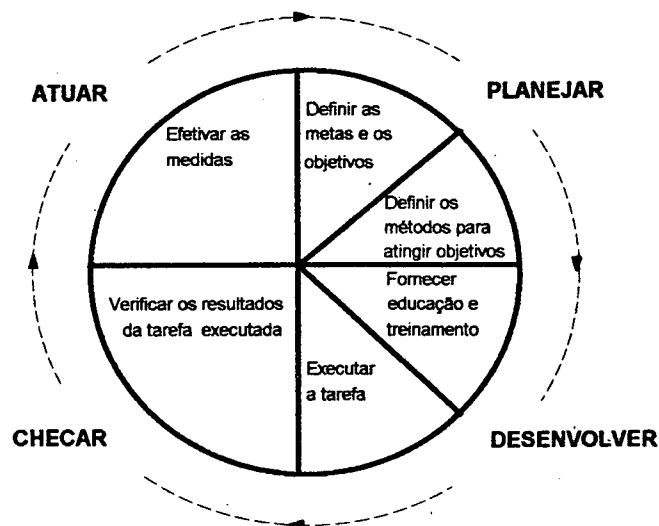 ATUAR
PLANEJAR
Efetivar as
medidas
Definir as
metas e os
objetivos
Definir os
métodos para
atingir objetivos
Fornecer
educação e
treinamento
Verificar os resultados
da tarefa executada
Executar
a tarefa
CHECAR
DESENVOLVER